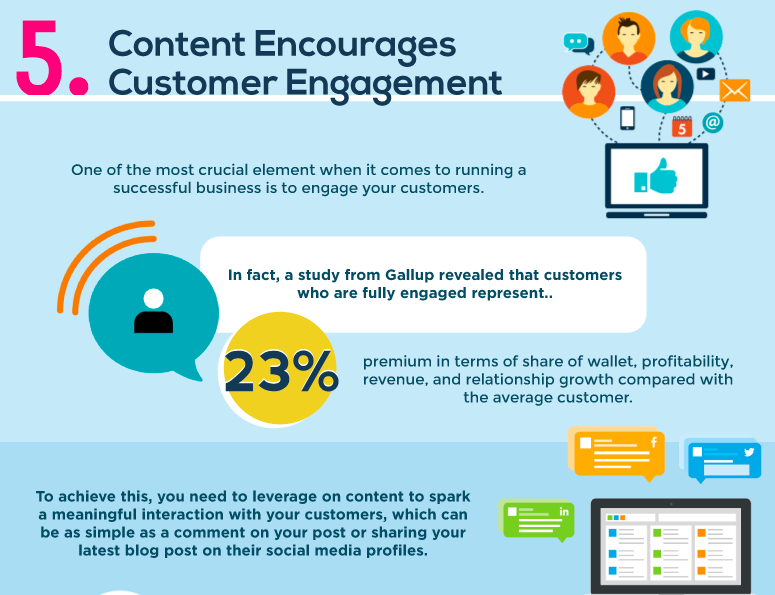 5.
Content Encourages
Customer Engagement
5
@
One of the most crucial element when it comes to running a
successful business is to engage your customers.
In fact, a study from Gallup revealed that customers
who are fully engaged represent..
23%
premium in terms of share of wallet, profitability,
revenue, and relationship growth compared with
the average customer.
f
in
To achieve this, you need to leverage on content to spark
a meaningful interaction with your customers, which can
be as simple as a comment on your post or sharing your
latest blog post on their social media profiles.